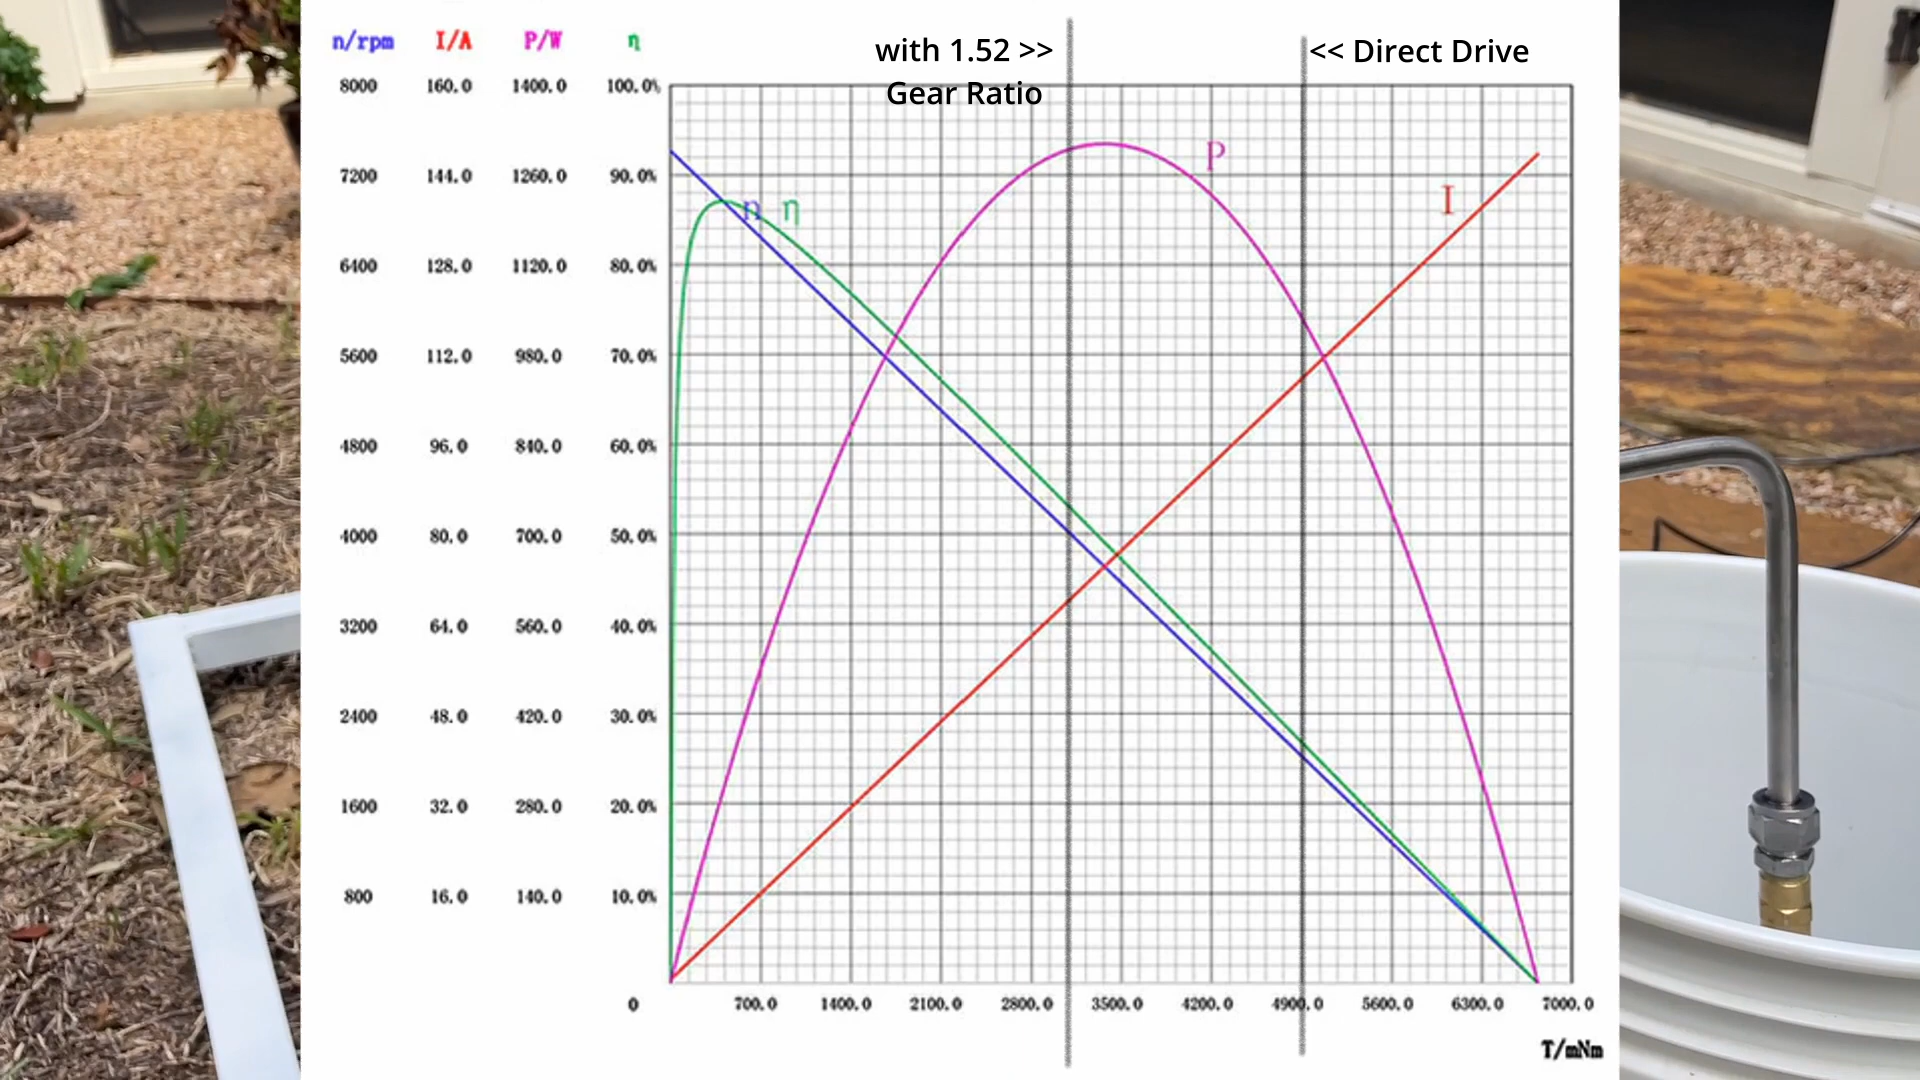 with 1.52 >> << Direct Drive
Gear Ratio
n/rpm I/A P/W η
8000 160.0 1400.0 100.0%
7200 144.0 1260.0 90.0%
6400 128.0 1120.0 80.0%
5600 112.0 980.0 70.0%
4800 96.0 840.0 60.0%
4000 80.0 700.0 50.0%
3200 64.0 560.0 40.0%
2400 48.0 420.0 30.0%
1600 32.0 280.0 20.0%
800 16.0 140.0 10.0%
P
I
n η
0 700.0 1400.0 2100.0 2800.0 3500.0 4200.0 4900.0 5600.0 6300.0 7000.0
T/mNm